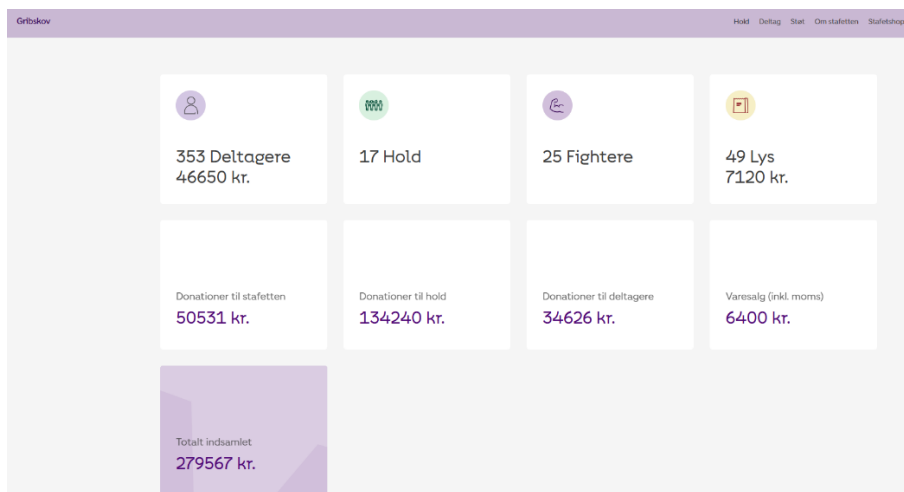 Gribskov
Hold Deltag Støt Om stafetten Stafetshop
353 Deltagere
46650 kr.
17 Hold
25 Fightere
49 Lys
7120 kr.
Donationer til stafetten
50531 kr.
Donationer til hold
134240 kr.
Donationer til deltagere
34626 kr.
Varesalg (inkl. moms)
6400 kr.
Totalt indsamlet
279567 kr.